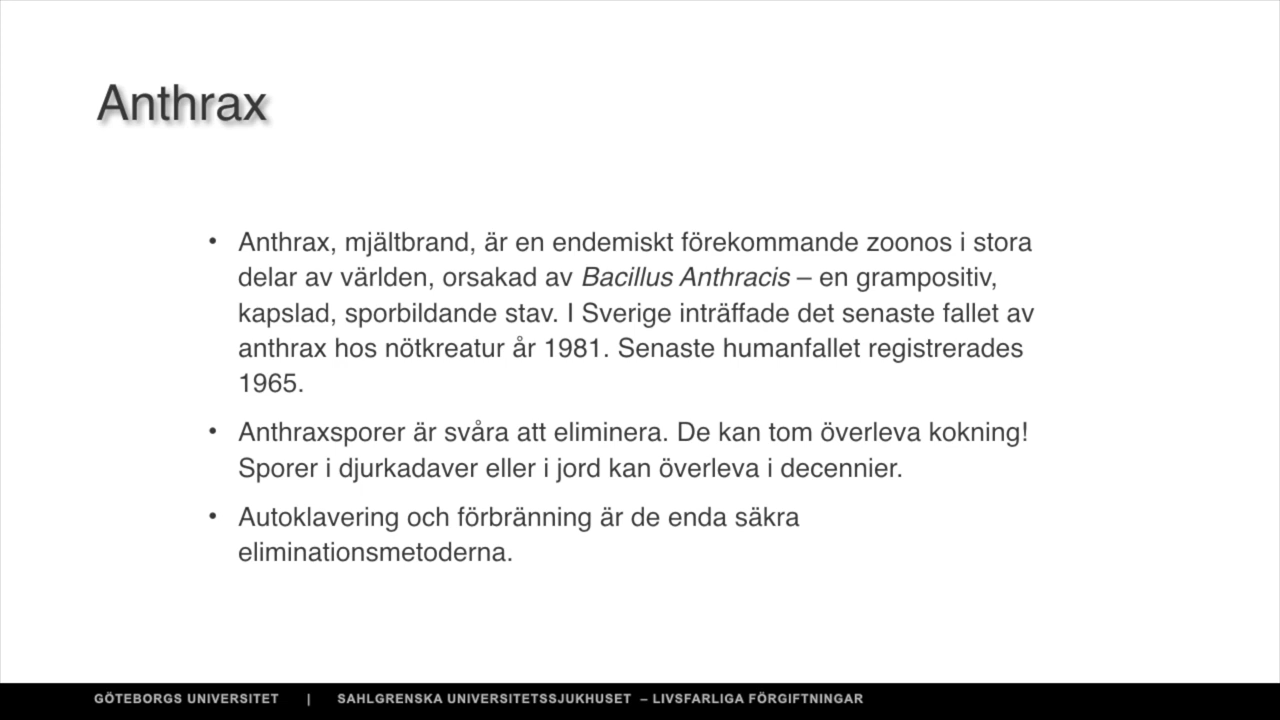 Anthrax
• Anthrax, mjältbrand, är en endemiskt förekommande zoonos i stora
delar av världen, orsakad av Bacillus Anthracis – en grampositiv,
kapslad, sporbildande stav. I Sverige inträffade det senaste fallet av
anthrax hos nötkreatur år 1981. Senaste humanfallet registrerades
1965.
• Anthraxsporer är svåra att eliminera. De kan tom överleva kokning!
Sporer i djurkadaver eller i jord kan överleva i decennier.
• Autoklavering och förbränning är de enda säkra
eliminationsmetoderna.
GÖTEBORGS UNIVERSITET | SAHLGRENSKA UNIVERSITETSSJUKHUSET – LIVSFARLIGA FÖRGIFTNINGAR